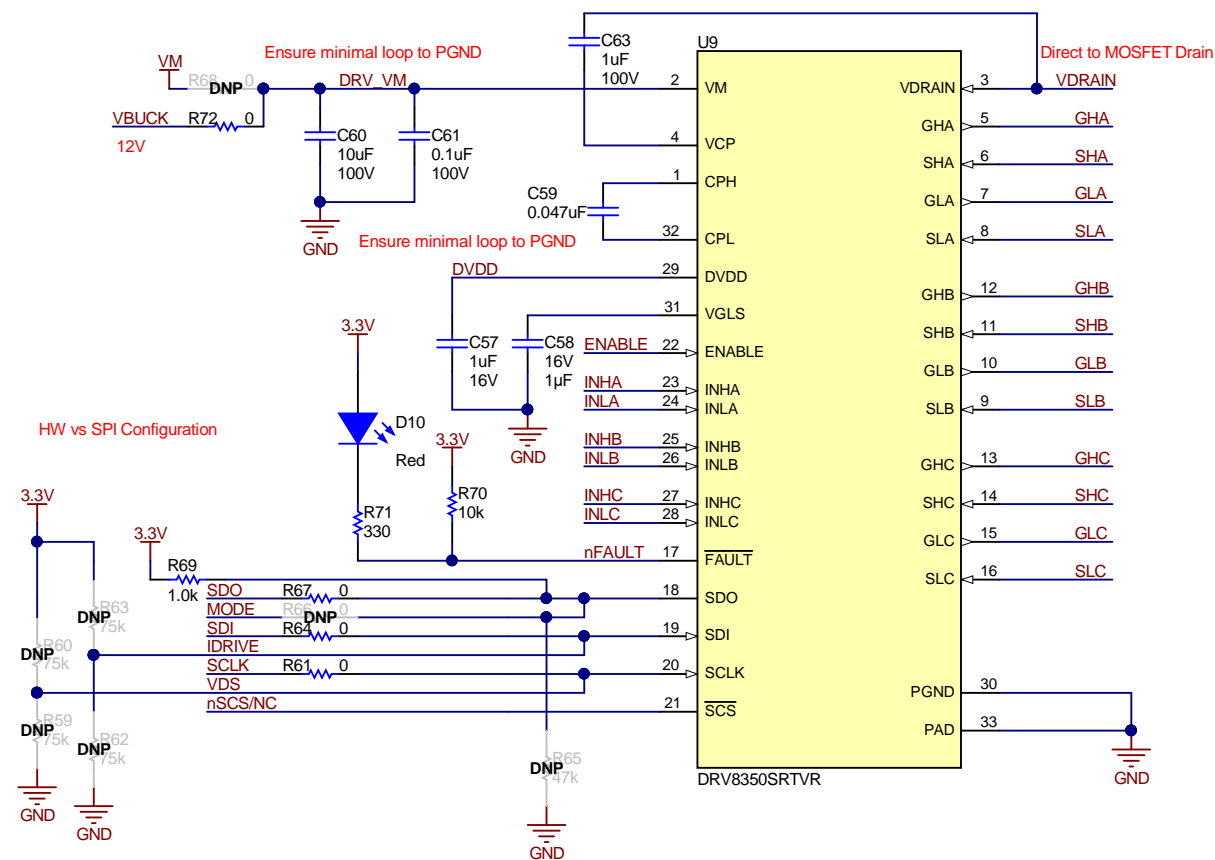 C63
1uF
100V
U9
Ensure minimal loop to PGND
Direct to MOSFET Drain
VM
R68 0
DNP
DRV_VM
2 VM
VDRAIN 3 VDRAIN
VBUCK R72 0
12V
C60
10uF
100V
C61
0.1uF
100V
GHA 5 GHA
4 VCP
SHA 6 SHA
1 CPH
GLA 7 GLA
C59
0.047uF
32 CPL
SLA 8 SLA
GND
Ensure minimal loop to PGND
DVDD 29 DVDD
GHB 12 GHB
31 VGLS
SHB 11 SHB
3.3V
C57
1uF
16V
C58
16V
1µF
ENABLE 22 ENABLE
GLB 10 GLB
INHA 23 INHA
INLA 24 INLA
SLB 9 SLB
D10
Red
HW vs SPI Configuration
3.3V
GND
INHB 25 INHB
INLB 26 INLB
GHC 13 GHC
R70
10k
INHC 27 INHC
INLC 28 INLC
SHC 14 SHC
3.3V
R71
330
3.3V
GLC 15 GLC
nFAULT 17 FAULT
R69
1.0k
SLC 16 SLC
SDO R67 0 18 SDO
MODE R66 0
DNP
R63
DNP
75k
SDI R64 0 19 SDI
IDRIVE
R60
DNP
75k
SCLK R61 0 20 SCLK
VDS
PGND 30
nSCS/NC 21 SCS
R59
DNP
75k
PAD 33
R62
DNP
75k
R65
DNP
47k
DRV8350SRTVR
GND
GND
GND
GND